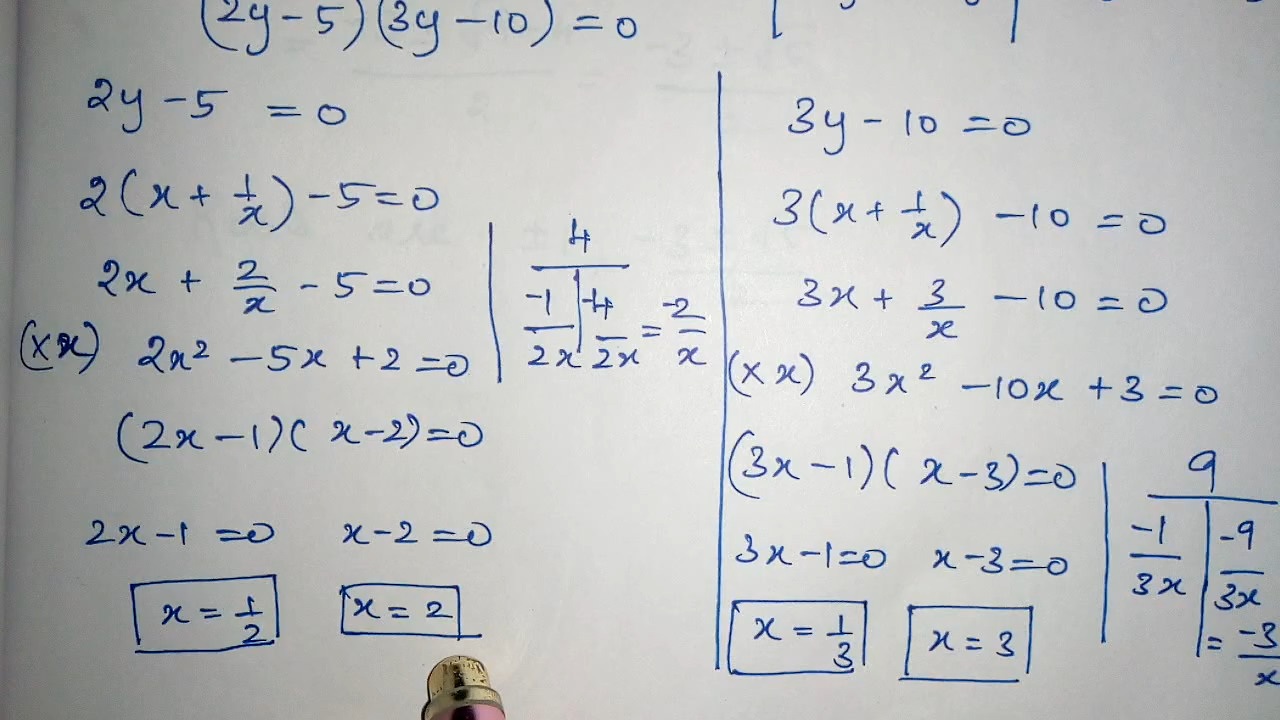 (2y - 5)(3y - 10) = 0
2y - 5 = 0
2(x + 1/x) - 5 = 0
2x + 2/x - 5 = 0
(×x) 2x² - 5x + 2 = 0
(2x - 1)(x - 2) = 0
2x - 1 = 0 x - 2 = 0
x = 1/2 x = 2
4
-1/2x | -4/2x = -2/x
3y - 10 = 0
3(x + 1/x) - 10 = 0
3x + 3/x - 10 = 0
(×x) 3x² - 10x + 3 = 0
(3x - 1)(x - 3) = 0
3x - 1 = 0 x - 3 = 0
x = 1/3 x = 3
9
-1/3x | -9/3x
= -3/x